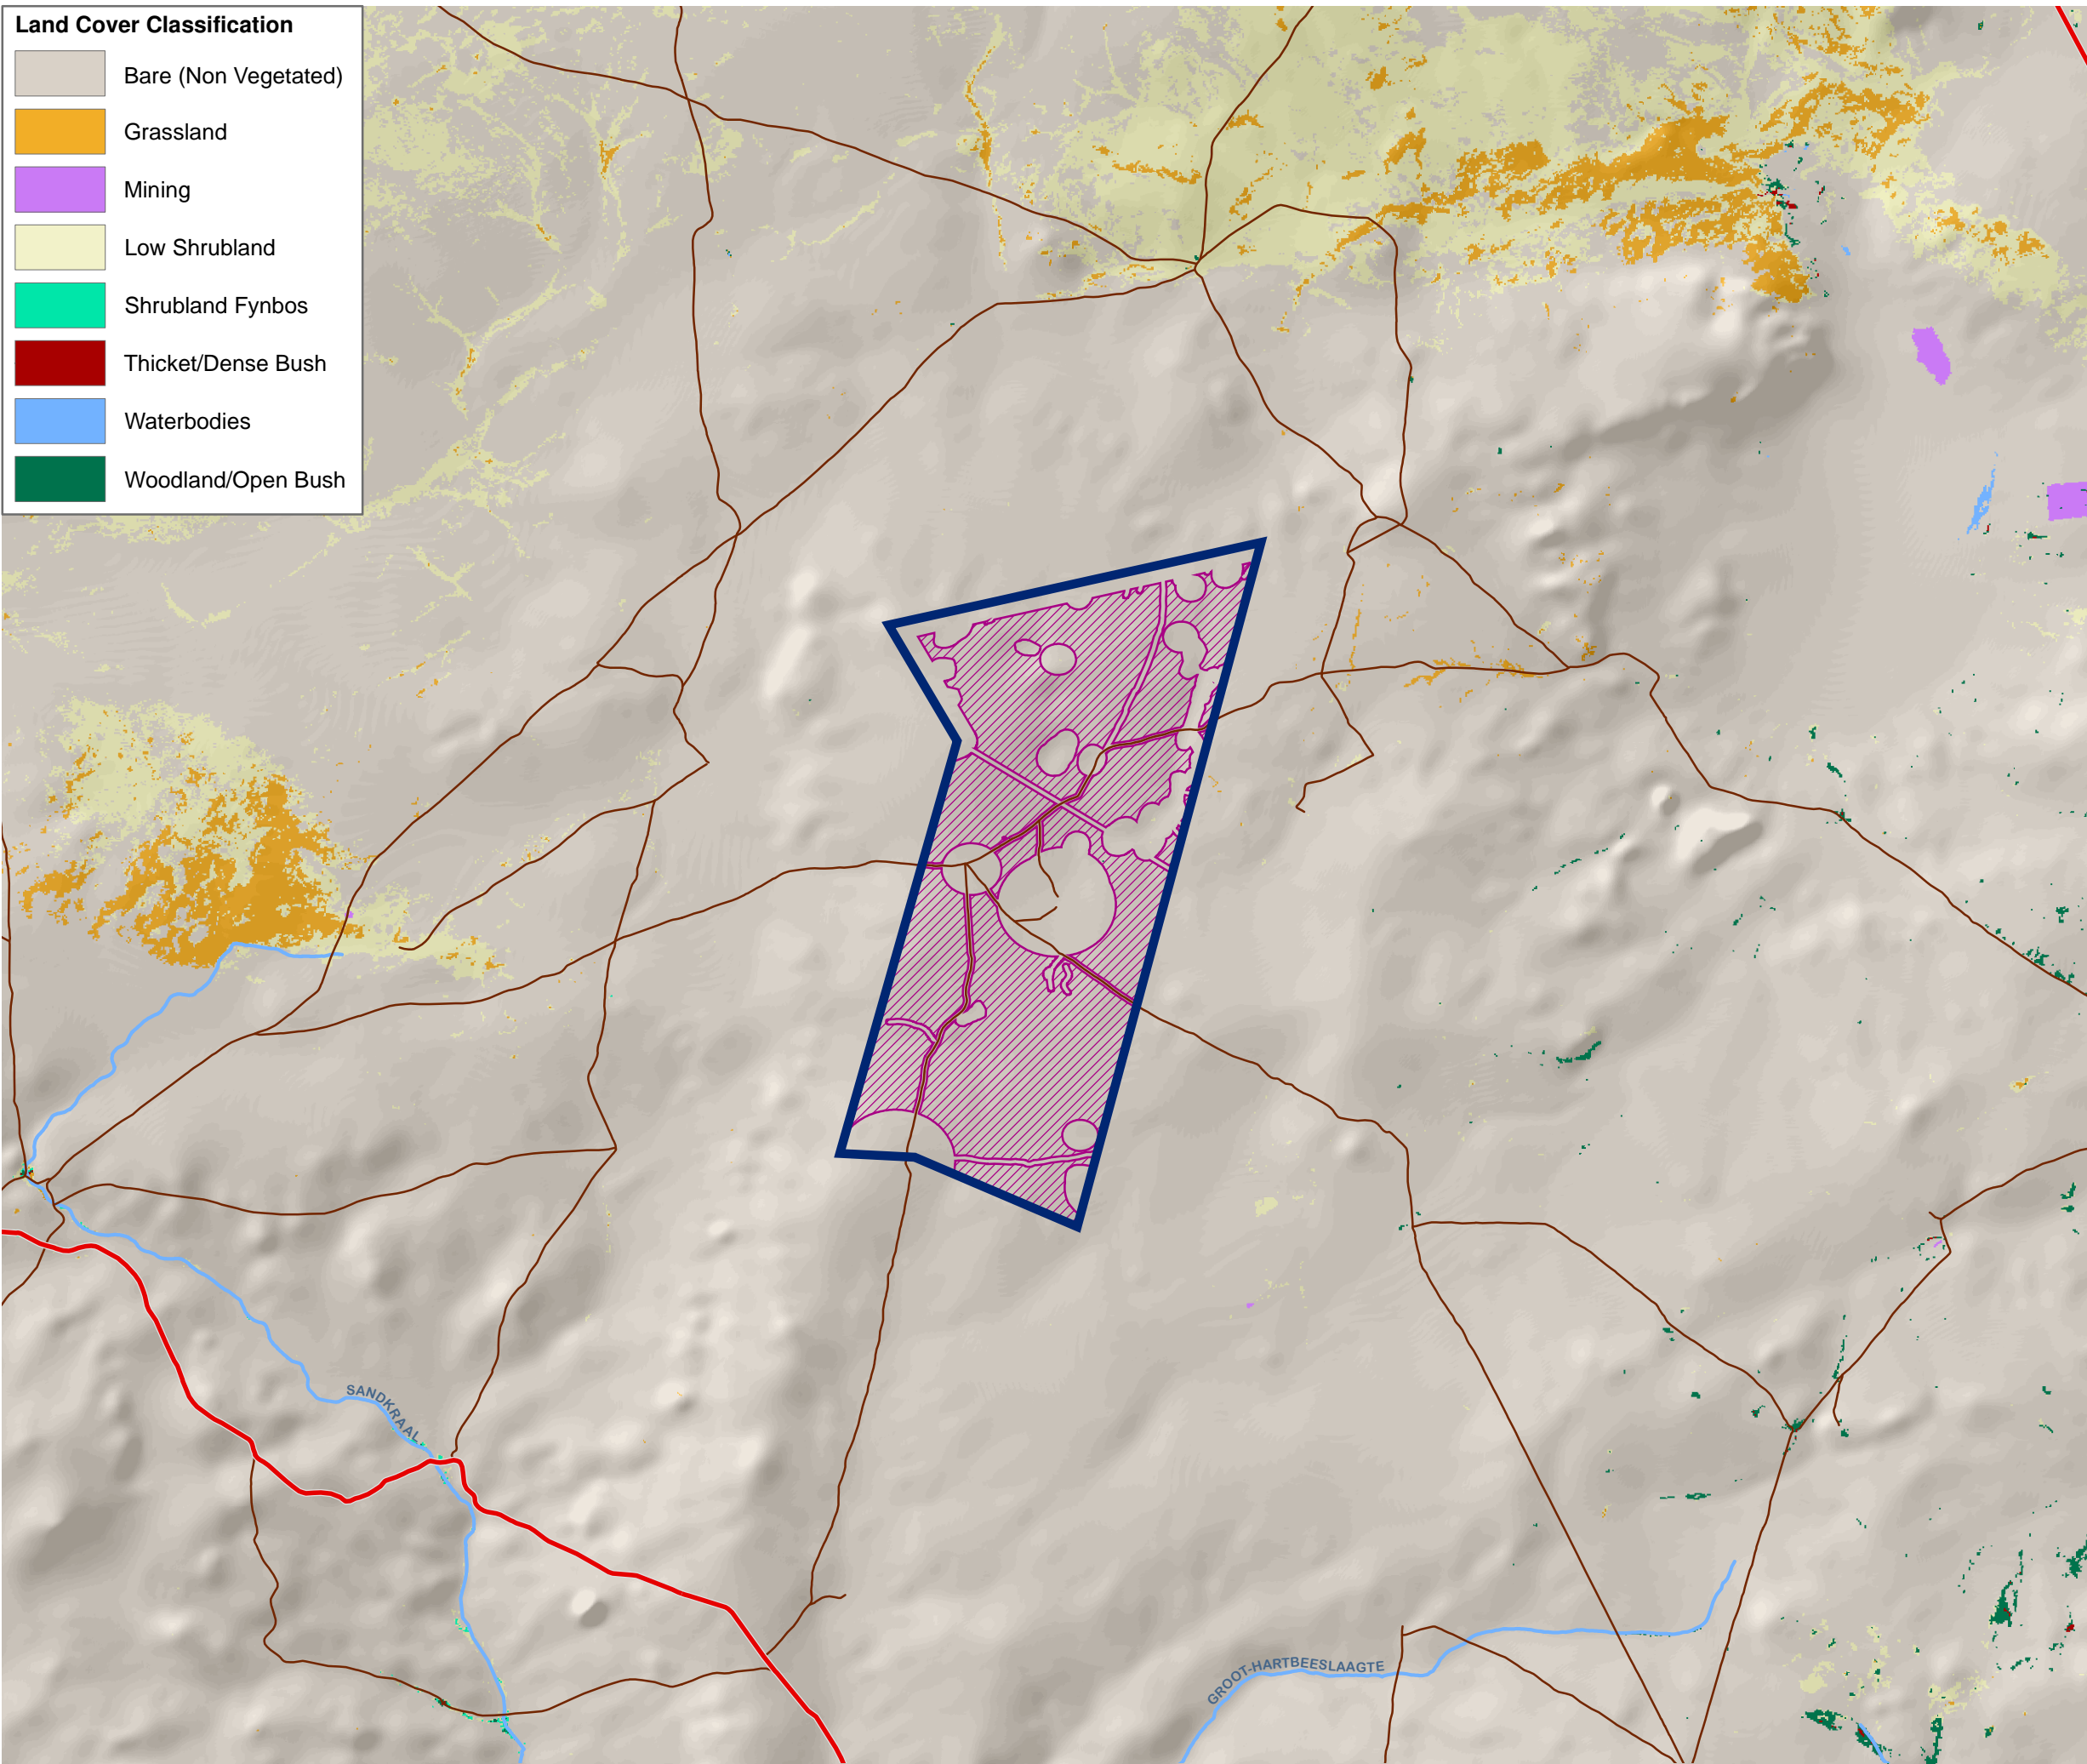 Land Cover Classification
Bare (Non Vegetated)
Grassland
Mining
Low Shrubland
Shrubland Fynbos
Thicket/Dense Bush
Waterbodies
Woodland/Open Bush
SANDKRAAL
GROOT-HARTBEESLAAGTE